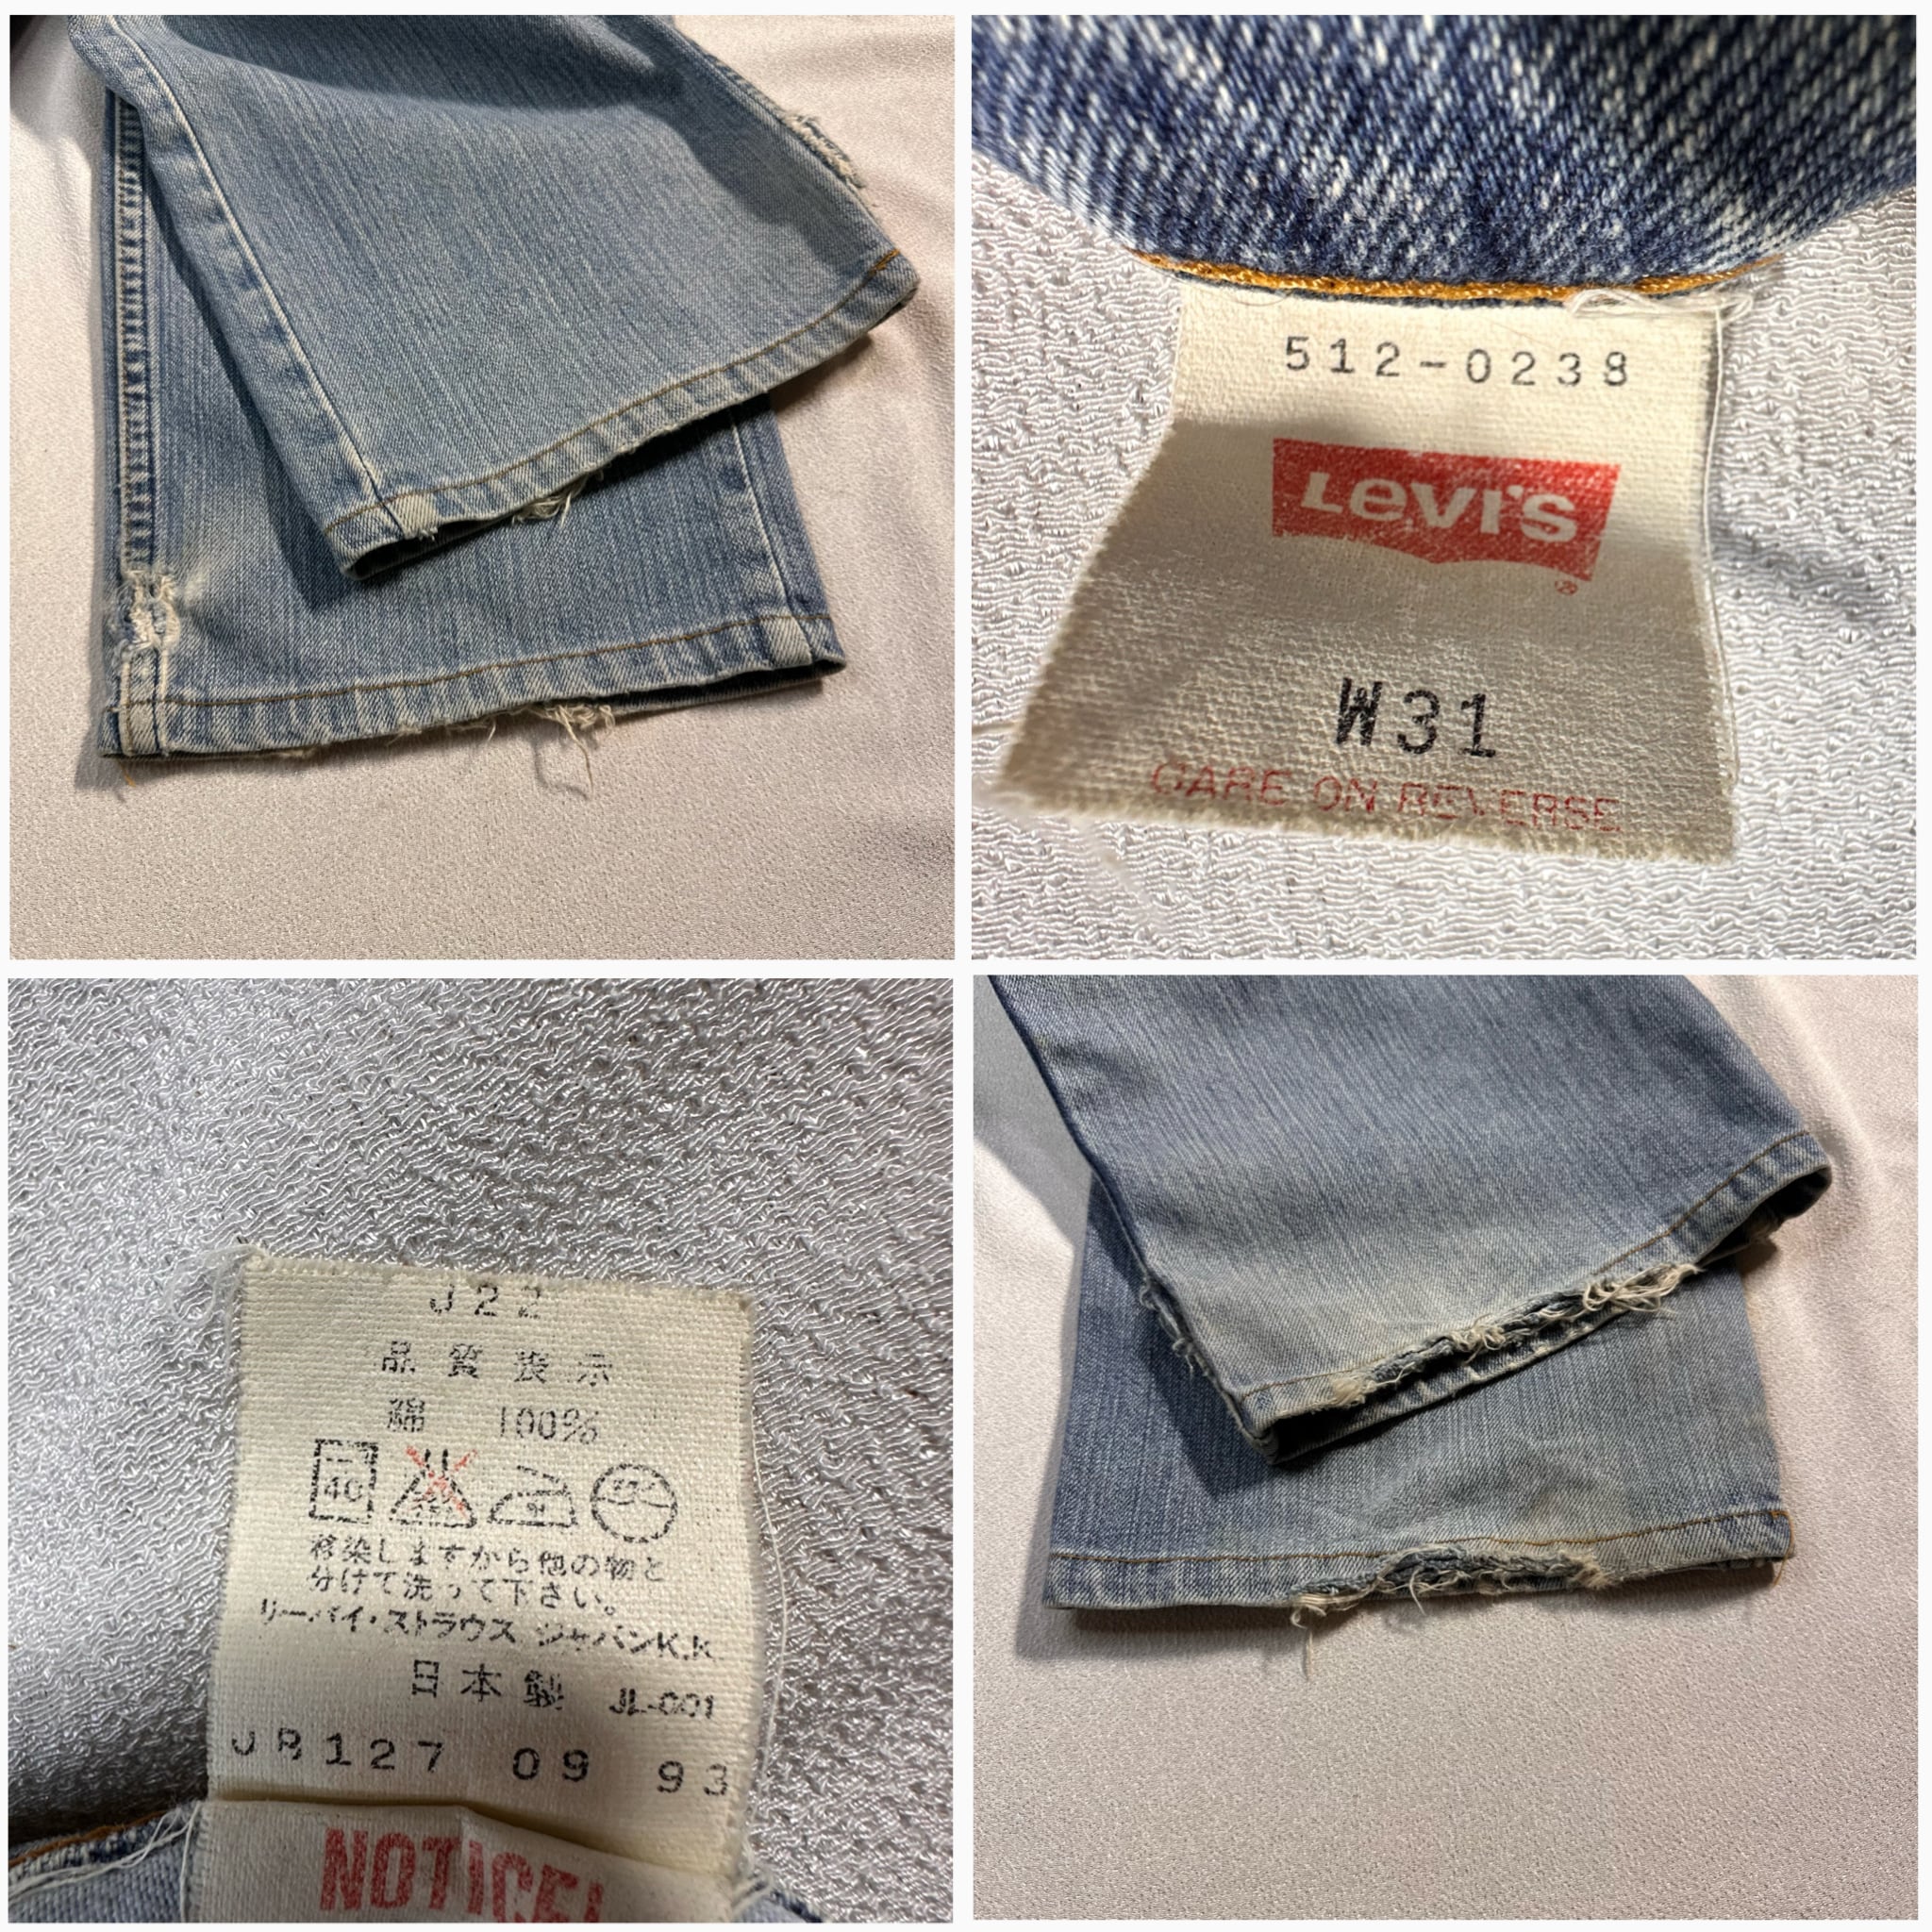 512-0238
LEVI'S
®
W31
CARE ON REVERSE
J22
品質表示
綿 100%
40
移染しますから他の物と
分けて洗って下さい。
リーバイ・ストラウス ジャパンK.K
日本製 JL-001
JB127 09 93
NOTICE!